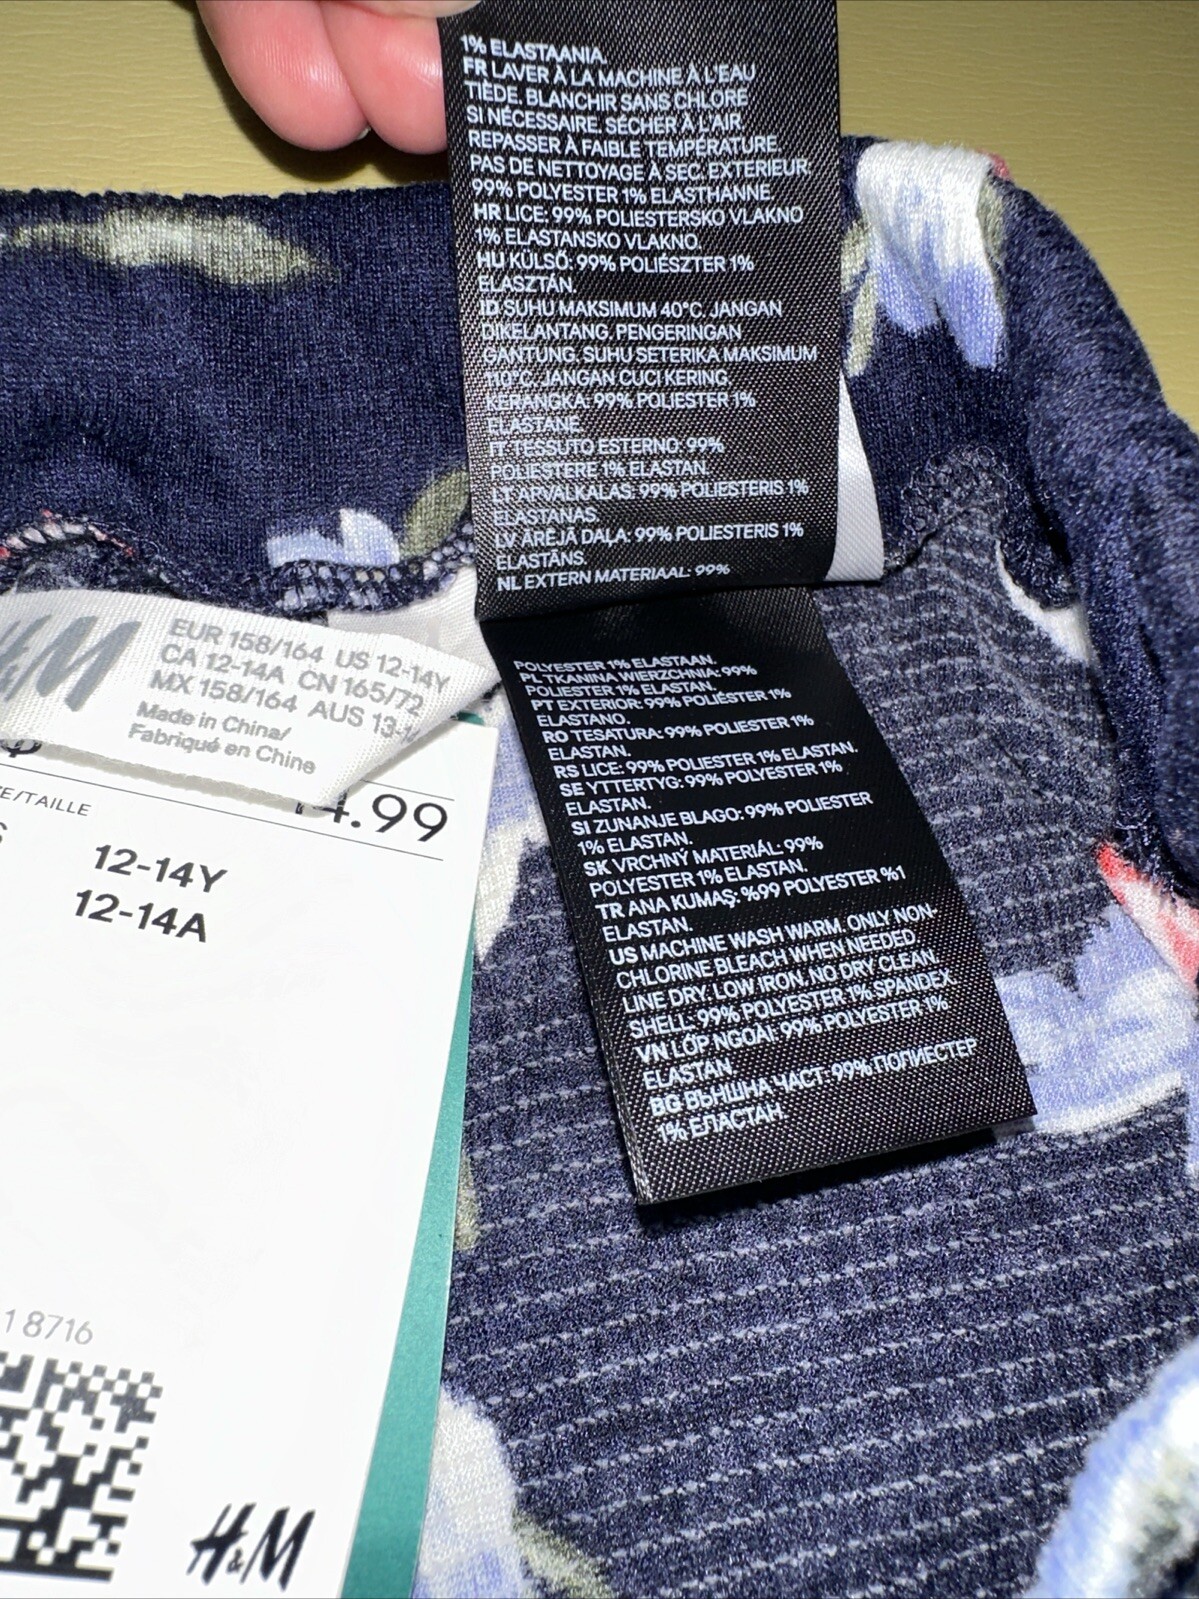 1% ELASTAANIA.
FR LAVER À LA MACHINE À L'EAU
TIÈDE. BLANCHIR SANS CHLORE
SI NÉCESSAIRE. SÉCHER À L'AIR.
REPASSER À FAIBLE TEMPÉRATURE.
PAS DE NETTOYAGE À SEC. EXTERIEUR:
99% POLYESTER 1% ELASTHANNE.
HR LICE: 99% POLIESTERSKO VLAKNO
1% ELASTANSKO VLAKNO.
HU KÜLSŐ: 99% POLIÉSZTER 1%
ELASZTÁN.
ID SUHU MAKSIMUM 40°C. JANGAN
DIKELANTANG. PENGERINGAN
GANTUNG. SUHU SETERIKA MAKSIMUM
110°C. JANGAN CUCI KERING.
KERANGKA: 99% POLIESTER 1%
ELASTANE.
IT TESSUTO ESTERNO: 99%
POLIESTERE 1% ELASTAN.
LT APVALKALAS: 99% POLIESTERIS 1%
ELASTANAS.
LV ĀRĒJĀ DAĻA: 99% POLIESTERIS 1%
ELASTĀNS.
NL EXTERN MATERIAAL: 99%
POLYESTER 1% ELASTAAN.
PL TKANINA WIERZCHNIA: 99%
POLIESTER 1% ELASTAN.
PT EXTERIOR: 99% POLIÉSTER 1%
ELASTANO.
RO TESATURA: 99% POLIESTER 1%
ELASTAN.
RS LICE: 99% POLIESTER 1% ELASTAN.
SE YTTERTYG: 99% POLYESTER 1%
ELASTAN.
SI ZUNANJE BLAGO: 99% POLIESTER
1% ELASTAN.
SK VRCHNÝ MATERIÁL: 99%
POLYESTER 1% ELASTAN.
TR ANA KUMAŞ: %99 POLYESTER %1
ELASTAN.
US MACHINE WASH WARM. ONLY NON-
CHLORINE BLEACH WHEN NEEDED.
LINE DRY. LOW IRON. NO DRY CLEAN.
SHELL: 99% POLYESTER 1% SPANDEX.
VN LỚP NGOÀI: 99% POLYESTER 1%
ELASTAN
BG ВЪНШНА ЧАСТ: 99% ПОЛИЕСТЕР
1% ЕЛАСТАН.
H&M
EUR 158/164 US 12-14Y
CA 12-14A CN 165/72
MX 158/164 AUS 13-
Made in China/
Fabriqué en Chine
4.99
/TAILLE
12-14Y
12-14A
1 8716
H&M